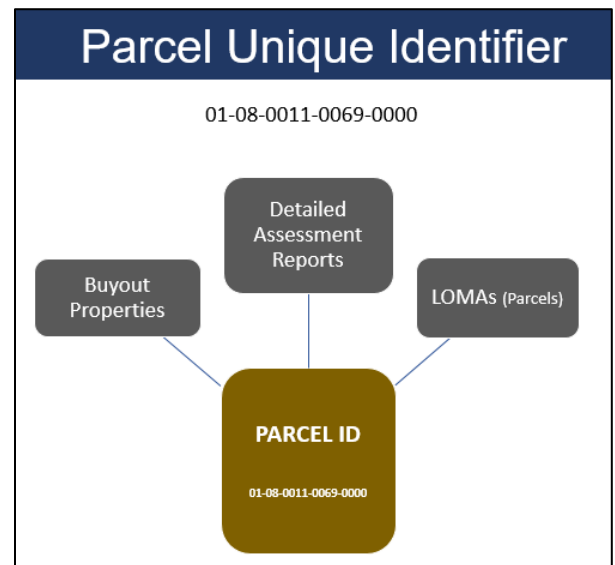 Parcel Unique Identifier
01-08-0011-0069-0000
Detailed
Assessment
Reports
Buyout
Properties
LOMAs (Parcels)
PARCEL ID
01-08-0011-0069-0000